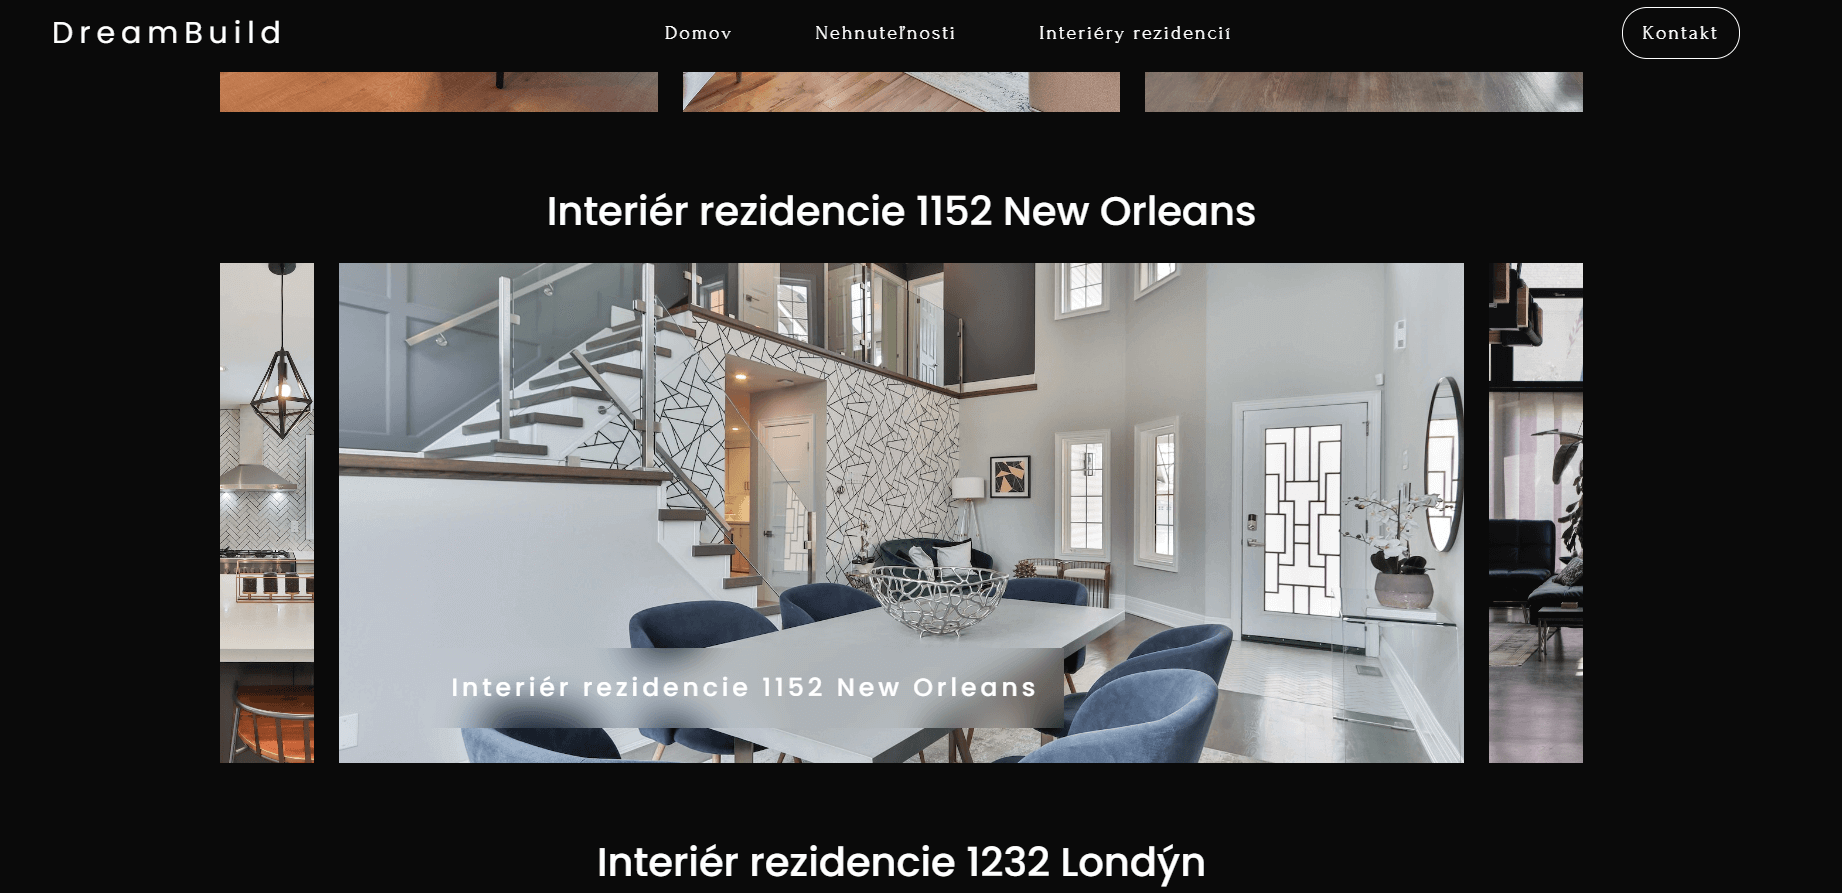 DreamBuild
Domov
Nehnuteľnosti
Interiéry rezidencií
Kontakt
Interiér rezidencie 1152 New Orleans
Interiér rezidencie 1152 New Orleans
Interiér rezidencie 1232 Londýn